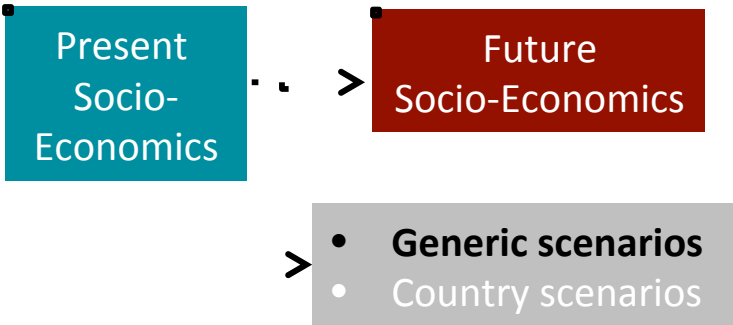 Present
Socio-
Economics
Future
Socio-Economics
• Generic scenarios
• Country scenarios